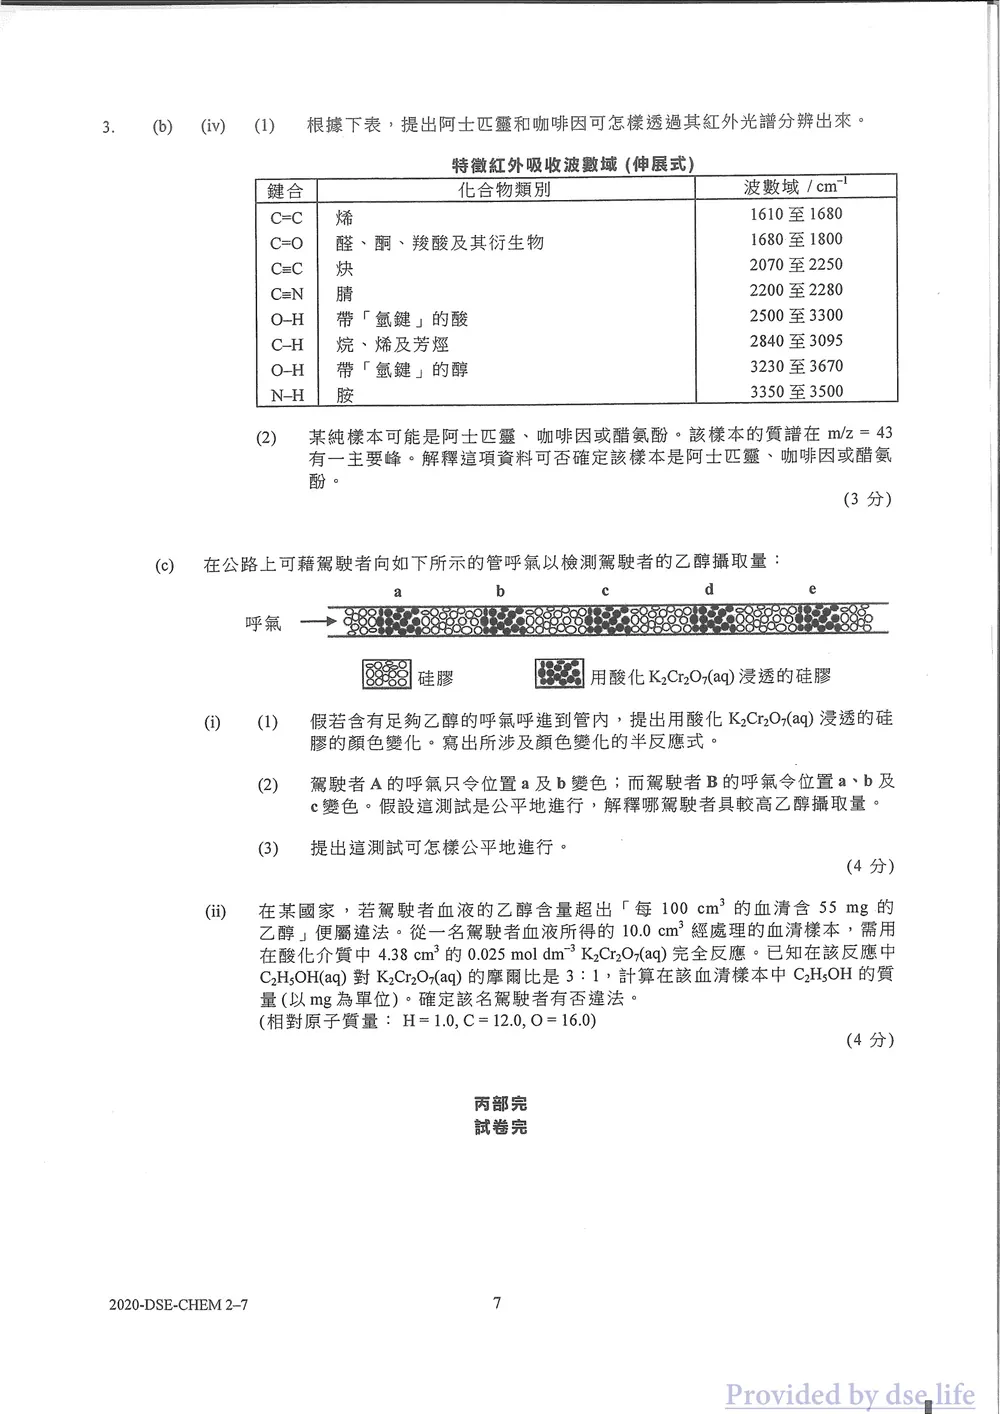 3. (b) (iv) (1) 根據下表，提出阿士匹靈和咖啡因可怎樣透過其紅外光譜分辨出來。
特徵紅外吸收波數域 (伸展式)
鍵合 化合物類別 波數域 / cm⁻¹
C=C 烯 1610 至 1680
C=O 醛、酮、羧酸及其衍生物 1680 至 1800
C≡C 炔 2070 至 2250
C≡N 腈 2200 至 2280
O–H 帶「氫鍵」的酸 2500 至 3300
C–H 烷、烯及芳烴 2840 至 3095
O–H 帶「氫鍵」的醇 3230 至 3670
N–H 胺 3350 至 3500
(2) 某純樣本可能是阿士匹靈、咖啡因或醋氨酚。該樣本的質譜在 m/z = 43
有一主要峰。解釋這項資料可否確定該樣本是阿士匹靈、咖啡因或醋氨
酚。
(3 分)
(c) 在公路上可藉駕駛者向如下所示的管呼氣以檢測駕駛者的乙醇攝取量：
a b c d e
呼氣
硅膠 用酸化 K₂Cr₂O₇(aq) 浸透的硅膠
(i) (1) 假若含有足夠乙醇的呼氣呼進到管內，提出用酸化 K₂Cr₂O₇(aq) 浸透的硅
膠的顏色變化。寫出所涉及顏色變化的半反應式。
(2) 駕駛者 A 的呼氣只令位置 a 及 b 變色；而駕駛者 B 的呼氣令位置 a、b 及
c 變色。假設這測試是公平地進行，解釋哪駕駛者具較高乙醇攝取量。
(3) 提出這測試可怎樣公平地進行。
(4 分)
(ii) 在某國家，若駕駛者血液的乙醇含量超出「每 100 cm³ 的血清含 55 mg 的
乙醇」便屬違法。從一名駕駛者血液所得的 10.0 cm³ 經處理的血清樣本，需用
在酸化介質中 4.38 cm³ 的 0.025 mol dm⁻³ K₂Cr₂O₇(aq) 完全反應。已知在該反應中
C₂H₅OH(aq) 對 K₂Cr₂O₇(aq) 的摩爾比是 3：1，計算在該血清樣本中 C₂H₅OH 的質
量 (以 mg 為單位)。確定該名駕駛者有否違法。
(相對原子質量： H = 1.0, C = 12.0, O = 16.0)
(4 分)
丙部完
試卷完
2020-DSE-CHEM 2–7 7
Provided by dse.life